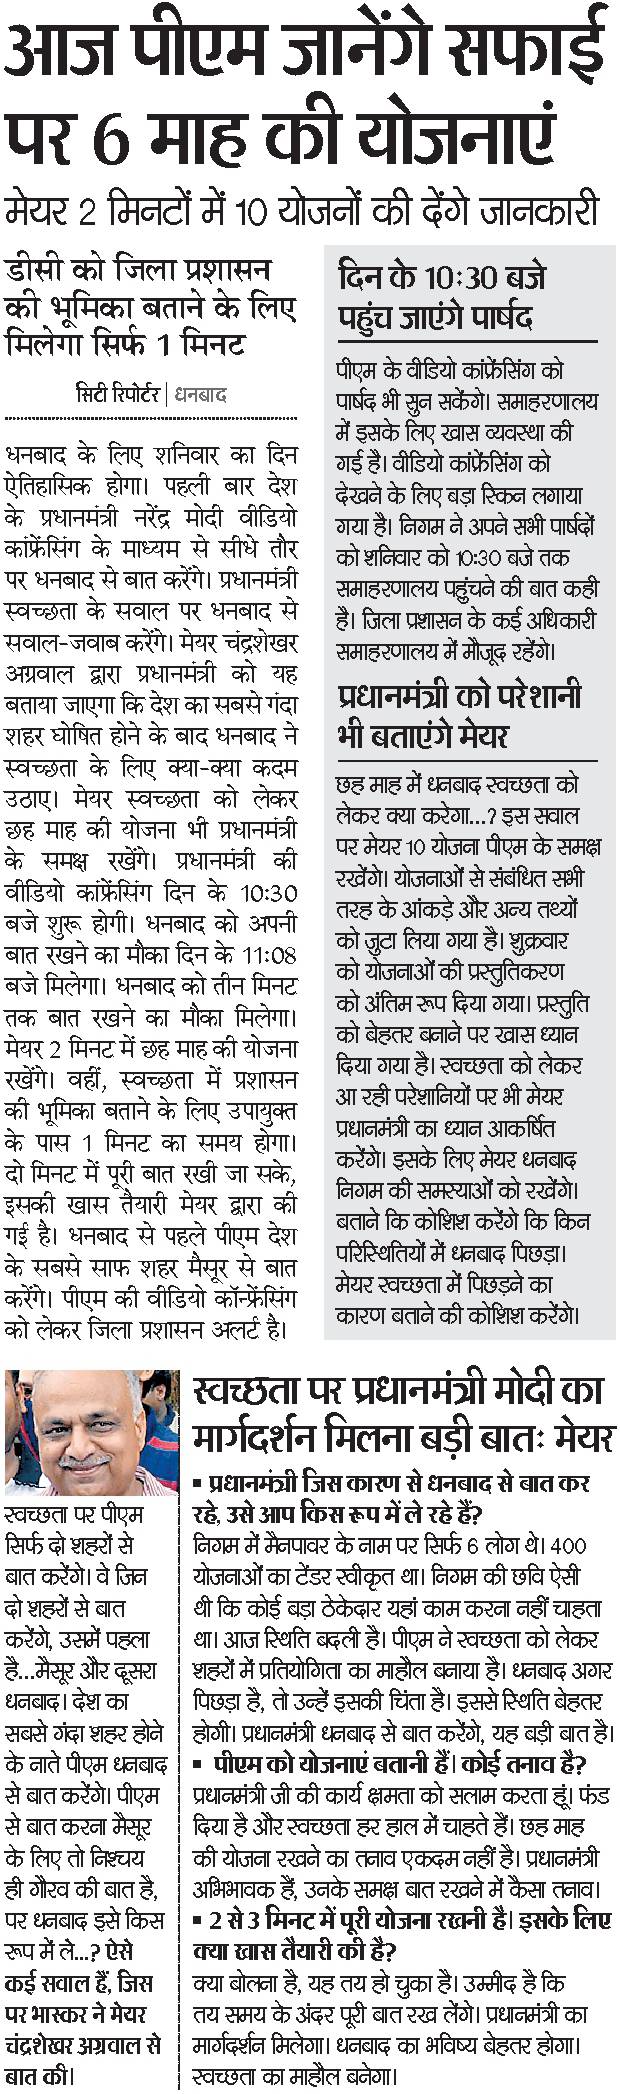 आज पीएम जानेंगे सफाई
पर 6 माह की योजनाएं
मेयर 2 मिनटों में 10 योजनों की देंगे जानकारी
डीसी को जिला प्रशासन
की भूमिका बताने के लिए
मिलेगा सिर्फ 1 मिनट
सिटी रिपोर्टर | धनबाद
धनबाद के लिए शनिवार का दिन
ऐतिहासिक होगा। पहली बार देश
के प्रधानमंत्री नरेंद्र मोदी वीडियो
कांफ्रेंसिंग के माध्यम से सीधे तौर
पर धनबाद से बात करेंगे। प्रधानमंत्री
स्वच्छता के सवाल पर धनबाद से
सवाल-जवाब करेंगे। मेयर चंद्रशेखर
अग्रवाल द्वारा प्रधानमंत्री को यह
बताया जाएगा कि देश का सबसे गंदा
शहर घोषित होने के बाद धनबाद ने
स्वच्छता के लिए क्या-क्या कदम
उठाए। मेयर स्वच्छता को लेकर
छह माह की योजना भी प्रधानमंत्री
के समक्ष रखेंगे। प्रधानमंत्री की
वीडियो कांफ्रेंसिंग दिन के 10:30
बजे शुरू होगी। धनबाद को अपनी
बात रखने का मौका दिन के 11:08
बजे मिलेगा। धनबाद को तीन मिनट
तक बात रखने का मौका मिलेगा।
मेयर 2 मिनट में छह माह की योजना
रखेंगे। वहीं, स्वच्छता में प्रशासन
की भूमिका बताने के लिए उपायुक्त
के पास 1 मिनट का समय होगा।
दो मिनट में पूरी बात रखी जा सके,
इसकी खास तैयारी मेयर द्वारा की
गई है। धनबाद से पहले पीएम देश
के सबसे साफ शहर मैसूर से बात
करेंगे। पीएम की वीडियो कॉन्फ्रेंसिंग
को लेकर जिला प्रशासन अलर्ट है।
दिन के 10:30 बजे
पहुंच जाएंगे पार्षद
पीएम के वीडियो कांफ्रेंसिंग को
पार्षद भी सुन सकेंगे। समाहरणालय
में इसके लिए खास व्यवस्था की
गई है। वीडियो कांफ्रेंसिंग को
देखने के लिए बड़ा स्किन लगाया
गया है। निगम ने अपने सभी पार्षदों
को शनिवार को 10:30 बजे तक
समाहरणालय पहुंचने की बात कही
है। जिला प्रशासन के कई अधिकारी
समाहरणालय में मौजूद रहेंगे।
प्रधानमंत्री को परेशानी
भी बताएंगे मेयर
छह माह में धनबाद स्वच्छता को
लेकर क्या करेगा...? इस सवाल
पर मेयर 10 योजना पीएम के समक्ष
रखेंगे। योजनाओं से संबंधित सभी
तरह के आंकड़े और अन्य तथ्यों
को जुटा लिया गया है। शुक्रवार
को योजनाओं की प्रस्तुतिकरण
को अंतिम रूप दिया गया। प्रस्तुति
को बेहतर बनाने पर खास ध्यान
दिया गया है। स्वच्छता को लेकर
आ रही परेशानियों पर भी मेयर
प्रधानमंत्री का ध्यान आकर्षित
करेंगे। इसके लिए मेयर धनबाद
निगम की समस्याओं को रखेंगे।
बताने कि कोशिश करेंगे कि किन
परिस्थितियों में धनबाद पिछड़ा।
मेयर स्वच्छता में पिछड़ने का
कारण बताने की कोशिश करेंगे।
स्वच्छता पर पीएम
सिर्फ दो शहरों से
बात करेंगे। वे जिन
दो शहरों से बात
करेंगे, उसमें पहला
है...मैसूर और दूसरा
धनबाद। देश का
सबसे गंदा शहर होने
के नाते पीएम धनबाद
से बात करेंगे। पीएम
से बात करना मैसूर
के लिए तो निश्चय
ही गौरव की बात है,
पर धनबाद इसे किस
रूप में ले...? ऐसे
कई सवाल हैं, जिस
पर भास्कर ने मेयर
चंद्रशेखर अग्रवाल से
बात की।
स्वच्छता पर प्रधानमंत्री मोदी का
मार्गदर्शन मिलना बड़ी बातः मेयर
▪ प्रधानमंत्री जिस कारण से धनबाद से बात कर
रहे, उसे आप किस रूप में ले रहे हैं?
निगम में मैनपावर के नाम पर सिर्फ 6 लोग थे। 400
योजनाओं का टेंडर स्वीकृत था। निगम की छवि ऐसी
थी कि कोई बड़ा ठेकेदार यहां काम करना नहीं चाहता
था। आज स्थिति बदली है। पीएम ने स्वच्छता को लेकर
शहरों में प्रतियोगिता का माहौल बनाया है। धनबाद अगर
पिछड़ा है, तो उन्हें इसकी चिंता है। इससे स्थिति बेहतर
होगी। प्रधानमंत्री धनबाद से बात करेंगे, यह बड़ी बात है।
▪ पीएम को योजनाएं बतानी हैं। कोई तनाव है?
प्रधानमंत्री जी की कार्य क्षमता को सलाम करता हूं। फंड
दिया है और स्वच्छता हर हाल में चाहते हैं। छह माह
की योजना रखने का तनाव एकदम नहीं है। प्रधानमंत्री
अभिभावक हैं, उनके समक्ष बात रखने में कैसा तनाव।
▪ 2 से 3 मिनट में पूरी योजना रखनी है। इसके लिए
क्या खास तैयारी की है?
क्या बोलना है, यह तय हो चुका है। उम्मीद है कि
तय समय के अंदर पूरी बात रख लेंगे। प्रधानमंत्री का
मार्गदर्शन मिलेगा। धनबाद का भविष्य बेहतर होगा।
स्वच्छता का माहौल बनेगा।